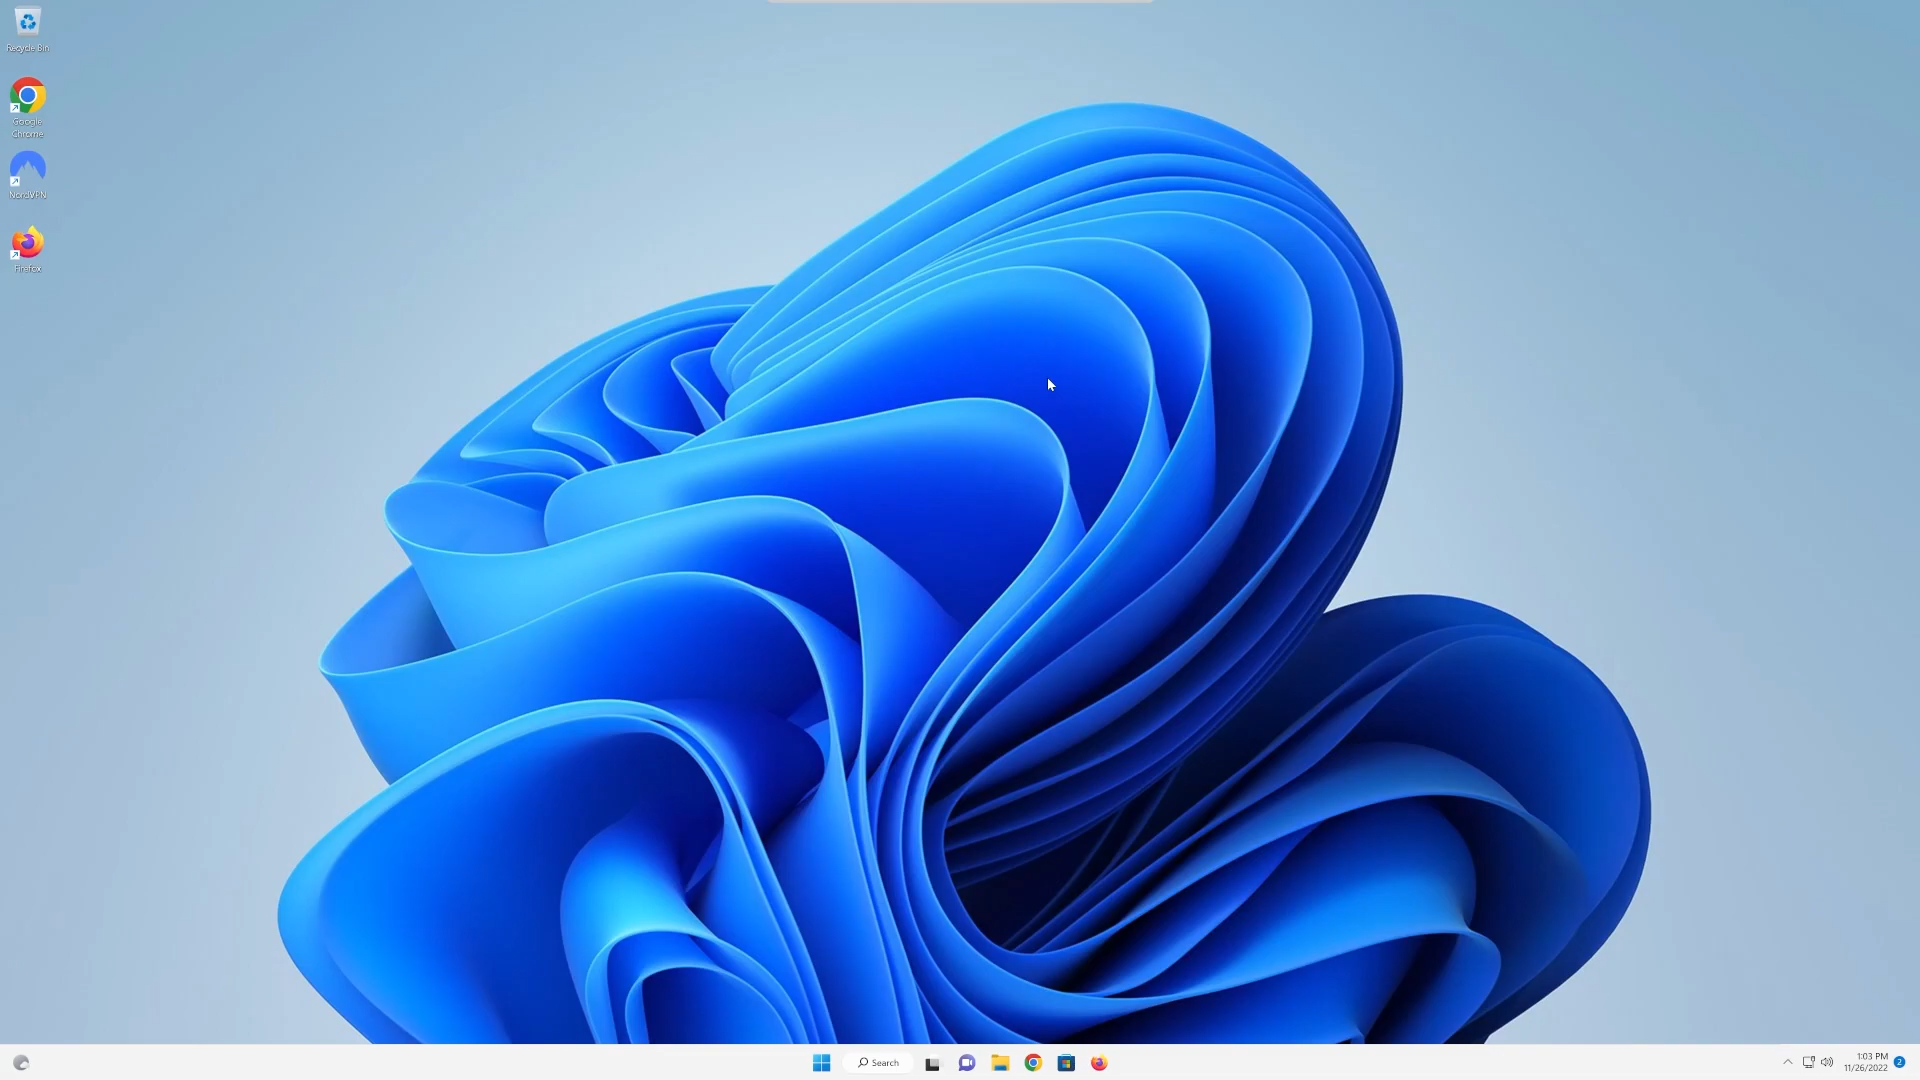 Recycle Bin
Google
Chrome
NordVPN
Firefox
Search
1:03 PM
11/26/2022
2